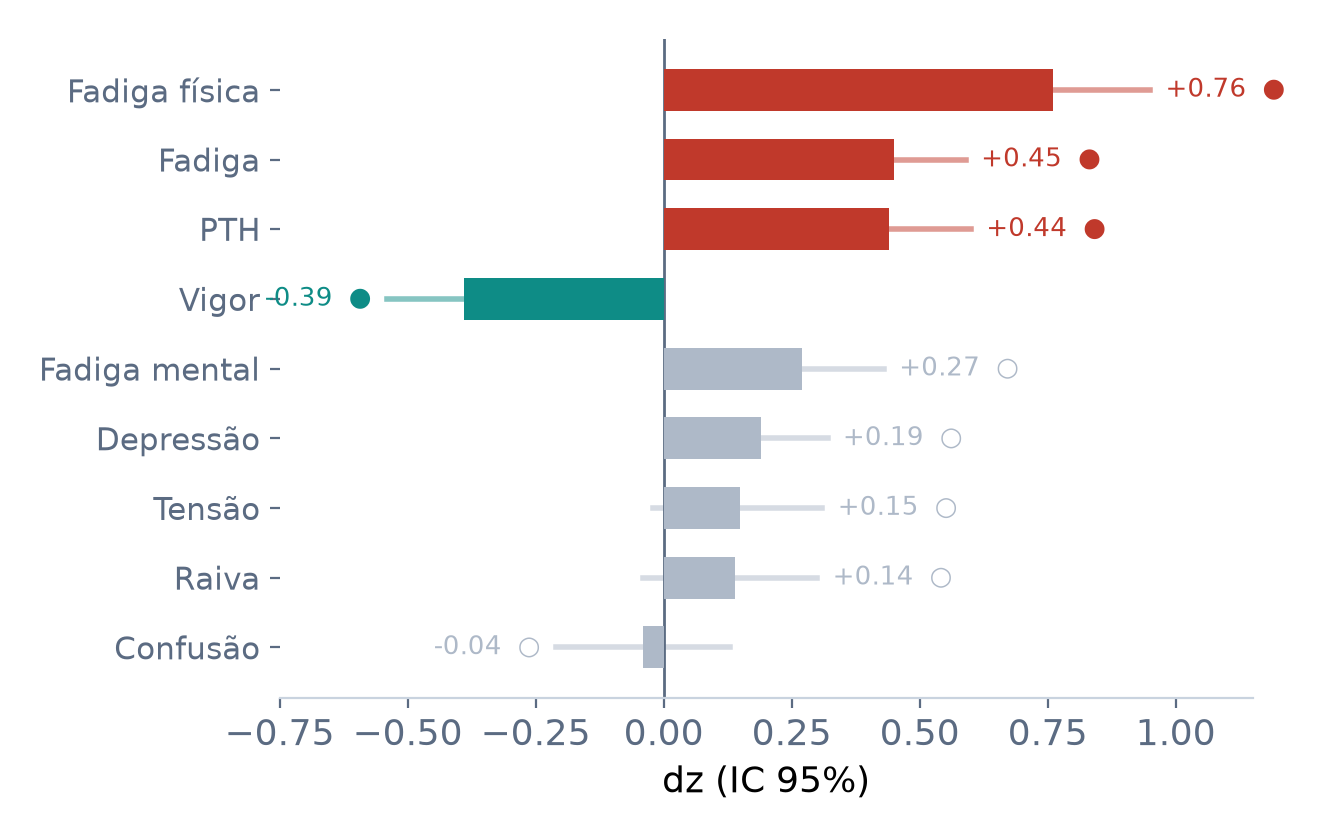 Fadiga física +0.76
Fadiga +0.45
PTH +0.44
Vigor -0.39
Fadiga mental +0.27
Depressão +0.19
Tensão +0.15
Raiva +0.14
Confusão -0.04
−0.75 −0.50 −0.25 0.00 0.25 0.50 0.75 1.00
dz (IC 95%)